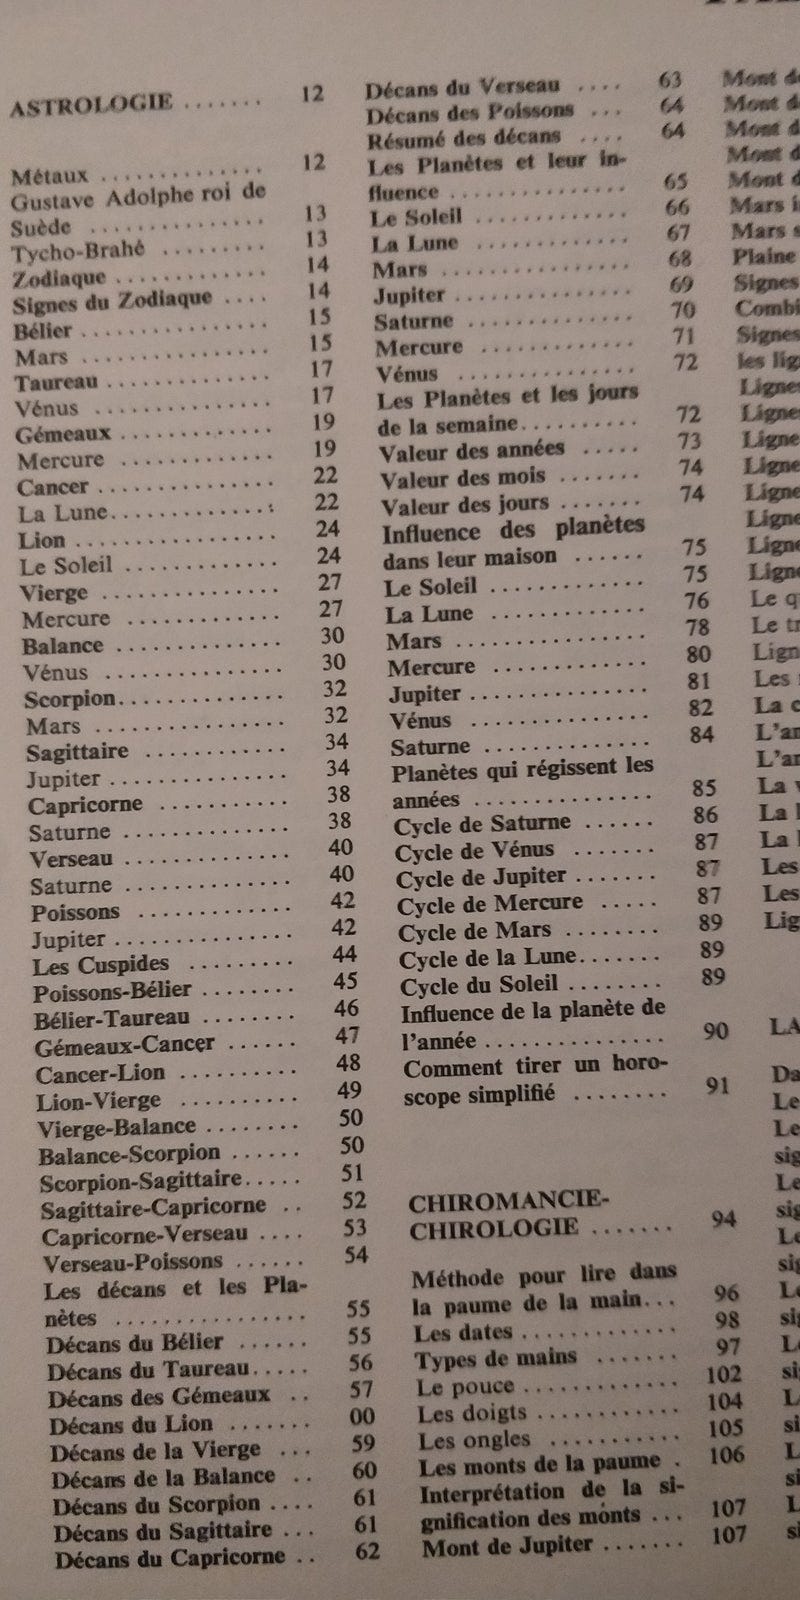 ASTROLOGIE ....... 12
Métaux .............. 12
Gustave Adolphe roi de
Suède .............. 13
Tycho-Brahé ......... 13
Zodiaque ............ 14
Signes du Zodiaque .... 14
Bélier ............... 15
Mars ............... 15
Taureau ............. 17
Vénus .............. 17
Gémeaux ............. 19
Mercure ............. 19
Cancer .............. 22
La Lune.............. 22
Lion ................ 24
Le Soleil ............ 24
Vierge .............. 27
Mercure ............. 27
Balance ............. 30
Vénus .............. 30
Scorpion.............. 32
Mars ............... 32
Sagittaire ........... 34
Jupiter .............. 34
Capricorne .......... 38
Saturne ............. 38
Verseau ............. 40
Saturne ............. 40
Poissons ............ 42
Jupiter .............. 42
Les Cuspides ......... 44
Poissons-Bélier ........ 45
Bélier-Taureau ........ 46
Gémeaux-Cancer ...... 47
Cancer-Lion .......... 48
Lion-Vierge .......... 49
Vierge-Balance ........ 50
Balance-Scorpion ...... 50
Scorpion-Sagittaire..... 51
Sagittaire-Capricorne .. 52
Capricorne-Verseau .... 53
Verseau-Poissons ...... 54
Les décans et les Pla-
nètes ................ 55
Décans du Bélier ...... 55
Décans du Taureau..... 56
Décans des Gémeaux .. 57
Décans du Lion ....... 00
Décans de la Vierge ... 59
Décans de la Balance .. 60
Décans du Scorpion .... 61
Décans du Sagittaire ... 61
Décans du Capricorne .. 62
Décans du Verseau .... 63
Décans des Poissons ... 64
Résumé des décans .... 64
Les Planètes et leur in-
fluence ............... 65
Le Soleil ............. 66
La Lune ............. 67
Mars ................ 68
Jupiter ............... 69
Saturne .............. 70
Mercure ............. 71
Vénus ............... 72
Les Planètes et les jours
de la semaine.......... 72
Valeur des années ..... 73
Valeur des mois ....... 74
Valeur des jours ....... 74
Influence des planètes
dans leur maison ...... 75
Le Soleil ............. 75
La Lune ............. 76
Mars ................ 78
Mercure ............. 80
Jupiter ............... 81
Vénus ............... 82
Saturne .............. 84
Planètes qui régissent les
années ............... 85
Cycle de Saturne ...... 86
Cycle de Vénus ....... 87
Cycle de Jupiter ....... 87
Cycle de Mercure ..... 87
Cycle de Mars ........ 89
Cycle de la Lune....... 89
Cycle du Soleil ........ 89
Influence de la planète de
l'année ............... 90
Comment tirer un horo-
scope simplifié ........ 91
CHIROMANCIE-
CHIROLOGIE ....... 94
Méthode pour lire dans
la paume de la main... 96
Les dates ............. 98
Types de mains ....... 97
Le pouce ............. 102
Les doigts ............ 104
Les ongles ........... 105
Les monts de la paume . 106
Interprétation de la si-
gnification des monts ... 107
Mont de Jupiter ....... 107
Mont
Mont
Mont
Mont
Mont
Mars
Mars
Plaine
Signes
Signes
les
Ligne
Ligne
Ligne
Ligne
Ligne
Ligne
Le
Le
Les
La
La
La
La
Les
Les
LA
Le
Le